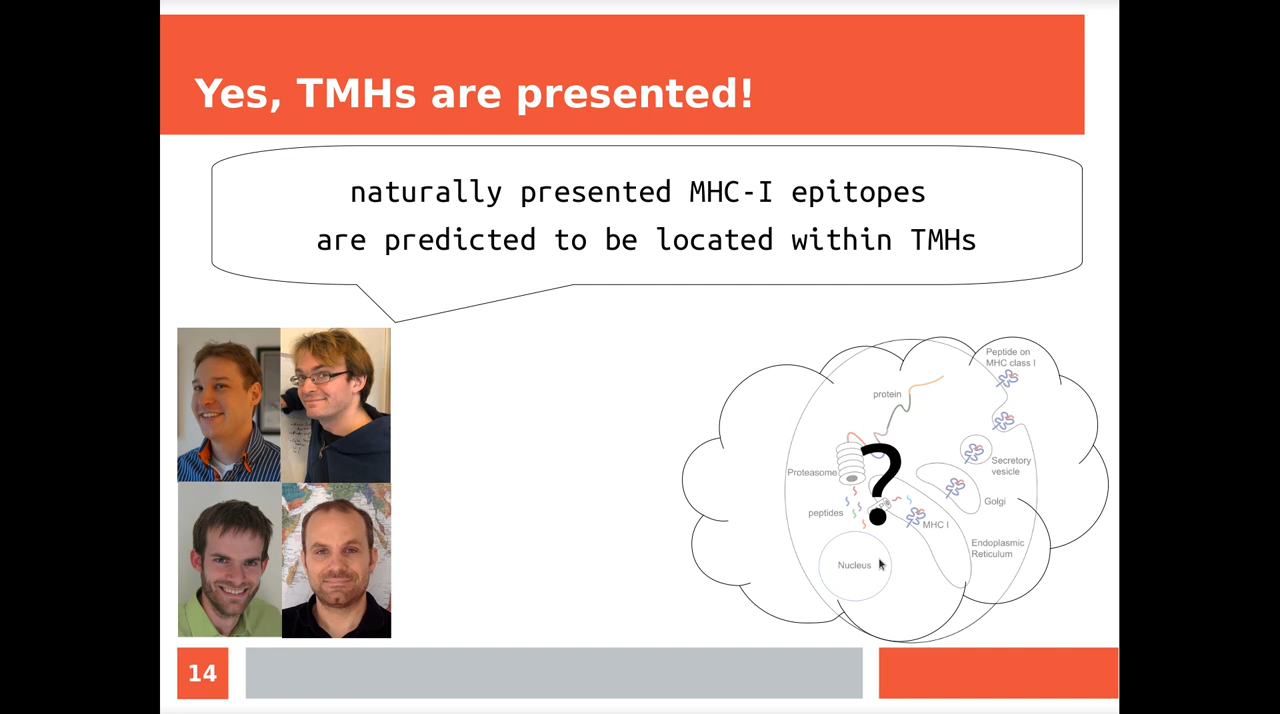 Yes, TMHs are presented!
naturally presented MHC-I epitopes
are predicted to be located within TMHs
Peptide on
MHC class I
protein
Proteasome
?
Secretory
vesicle
Golgi
peptides
MHC I
Endoplasmic
Reticulum
Nucleus
14